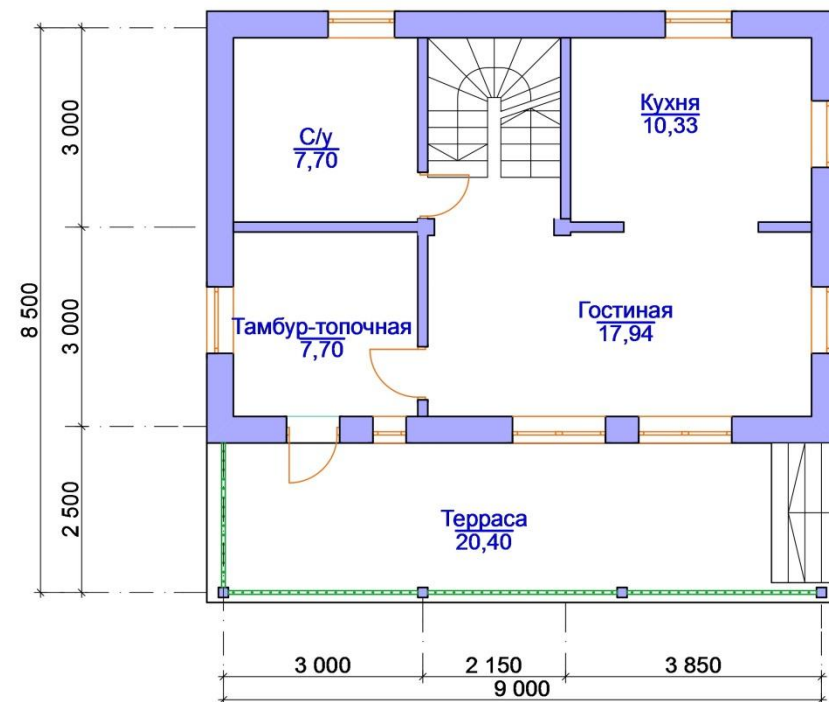 Кухня
10,33
С/у
7,70
3 000
8 500
3 000
Тамбур-топочная
7,70
Гостиная
17,94
2 500
Терраса
20,40
3 000
2 150
3 850
9 000